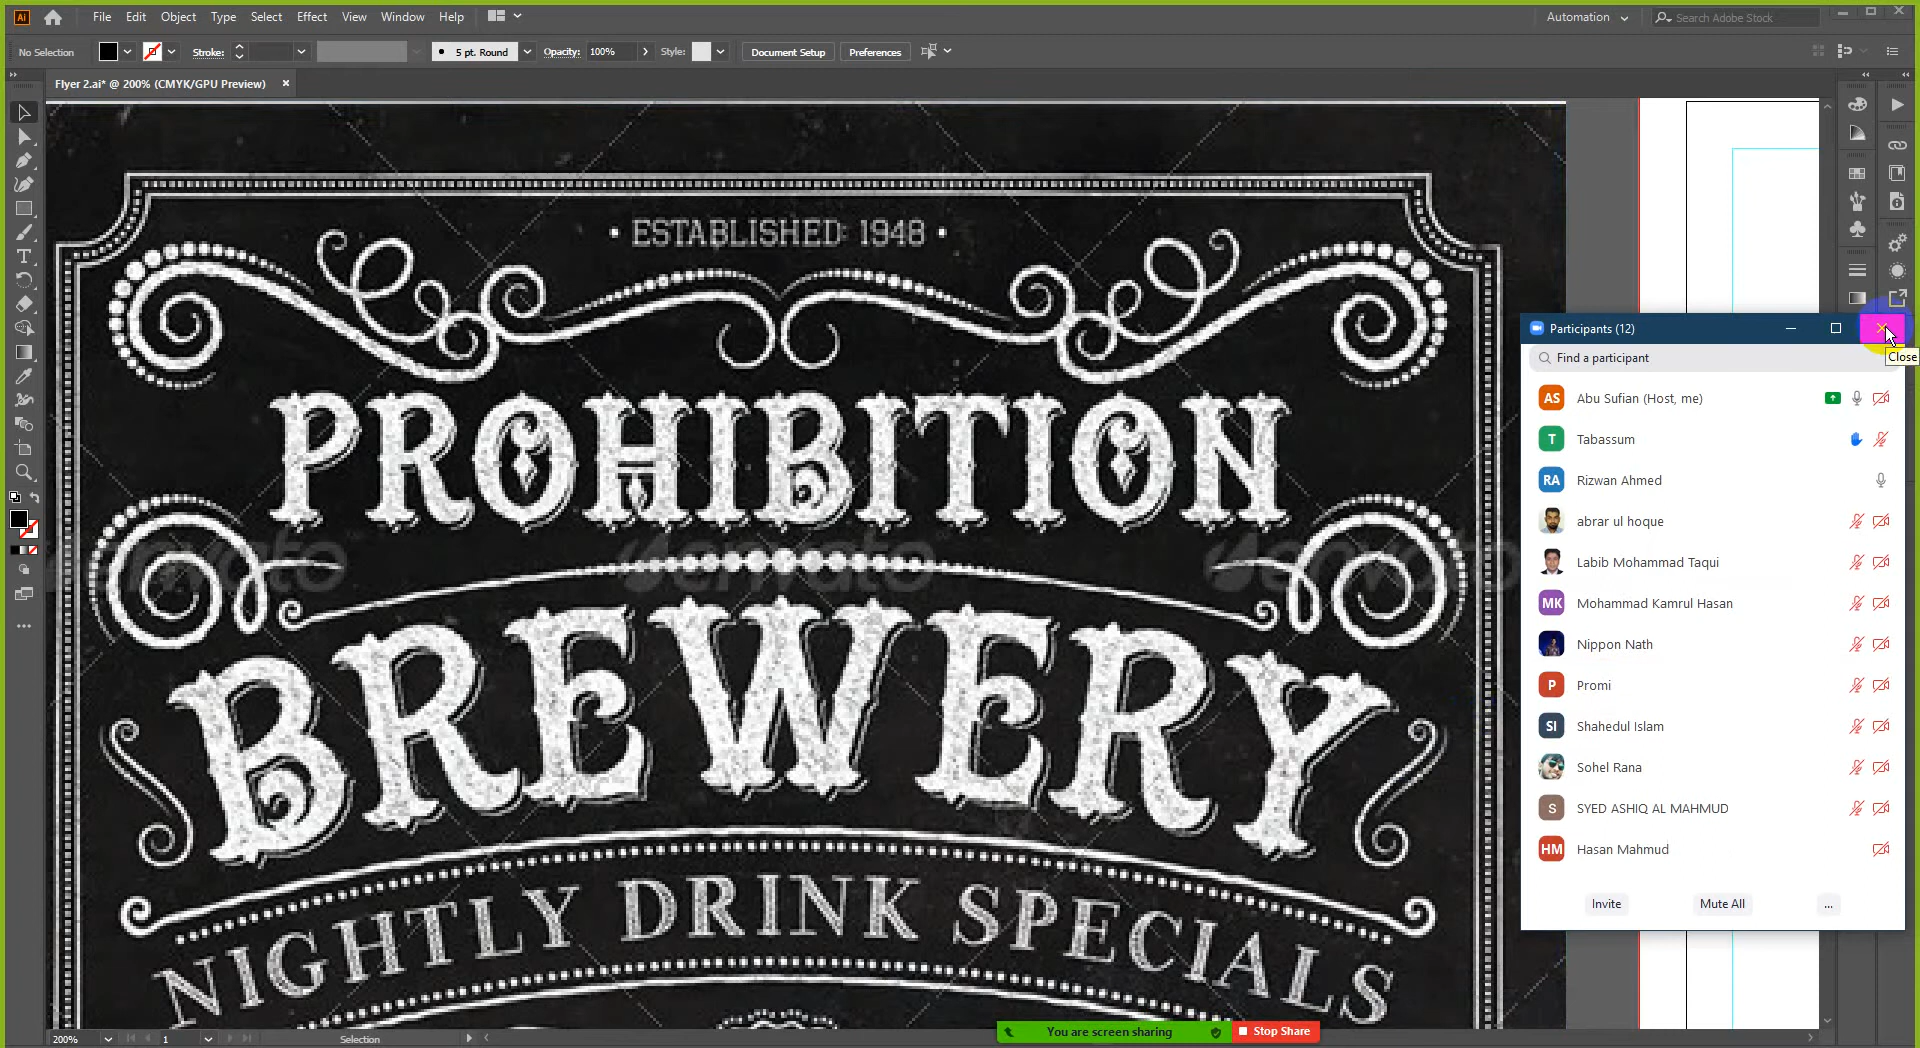 Ai
File Edit Object Type Select Effect View Window Help
Automation
Search Adobe Stock
No Selection
Stroke:
5 pt. Round
Opacity: 100%
Style:
Document Setup
Preferences
Flyer 2.ai* @ 200% (CMYK/GPU Preview)
• ESTABLISHED: 1948 •
PROHIBITION
envato envato envato
BREWERY
NIGHTLY DRINK SPECIALS
Participants (12)
Close
Find a participant
AS Abu Sufian (Host, me)
T Tabassum
RA Rizwan Ahmed
abrar ul hoque
Labib Mohammad Taqui
MK Mohammad Kamrul Hasan
Nippon Nath
P Promi
SI Shahedul Islam
Sohel Rana
S SYED ASHIQ AL MAHMUD
HM Hasan Mahmud
Invite Mute All ...
You are screen sharing Stop Share
200% 1 Selection